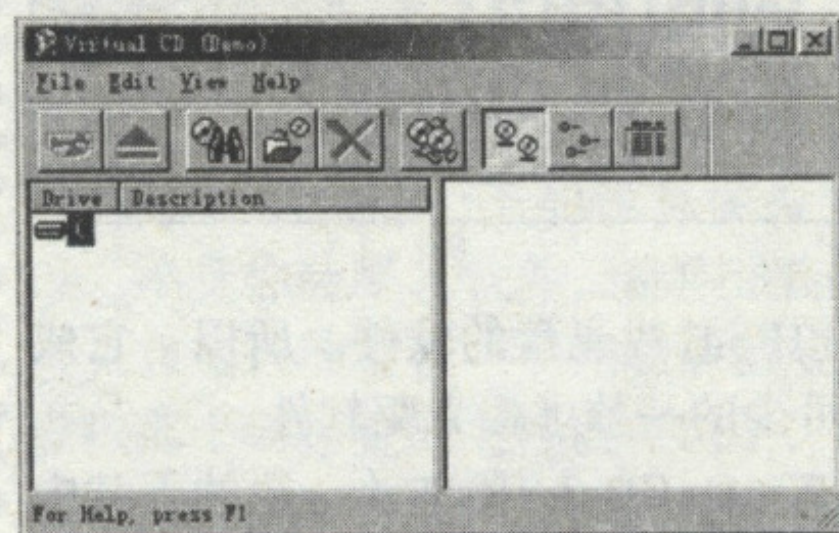 Virtual CD (Demo)
File Edit View Help
Drive Description
For Help, press F1